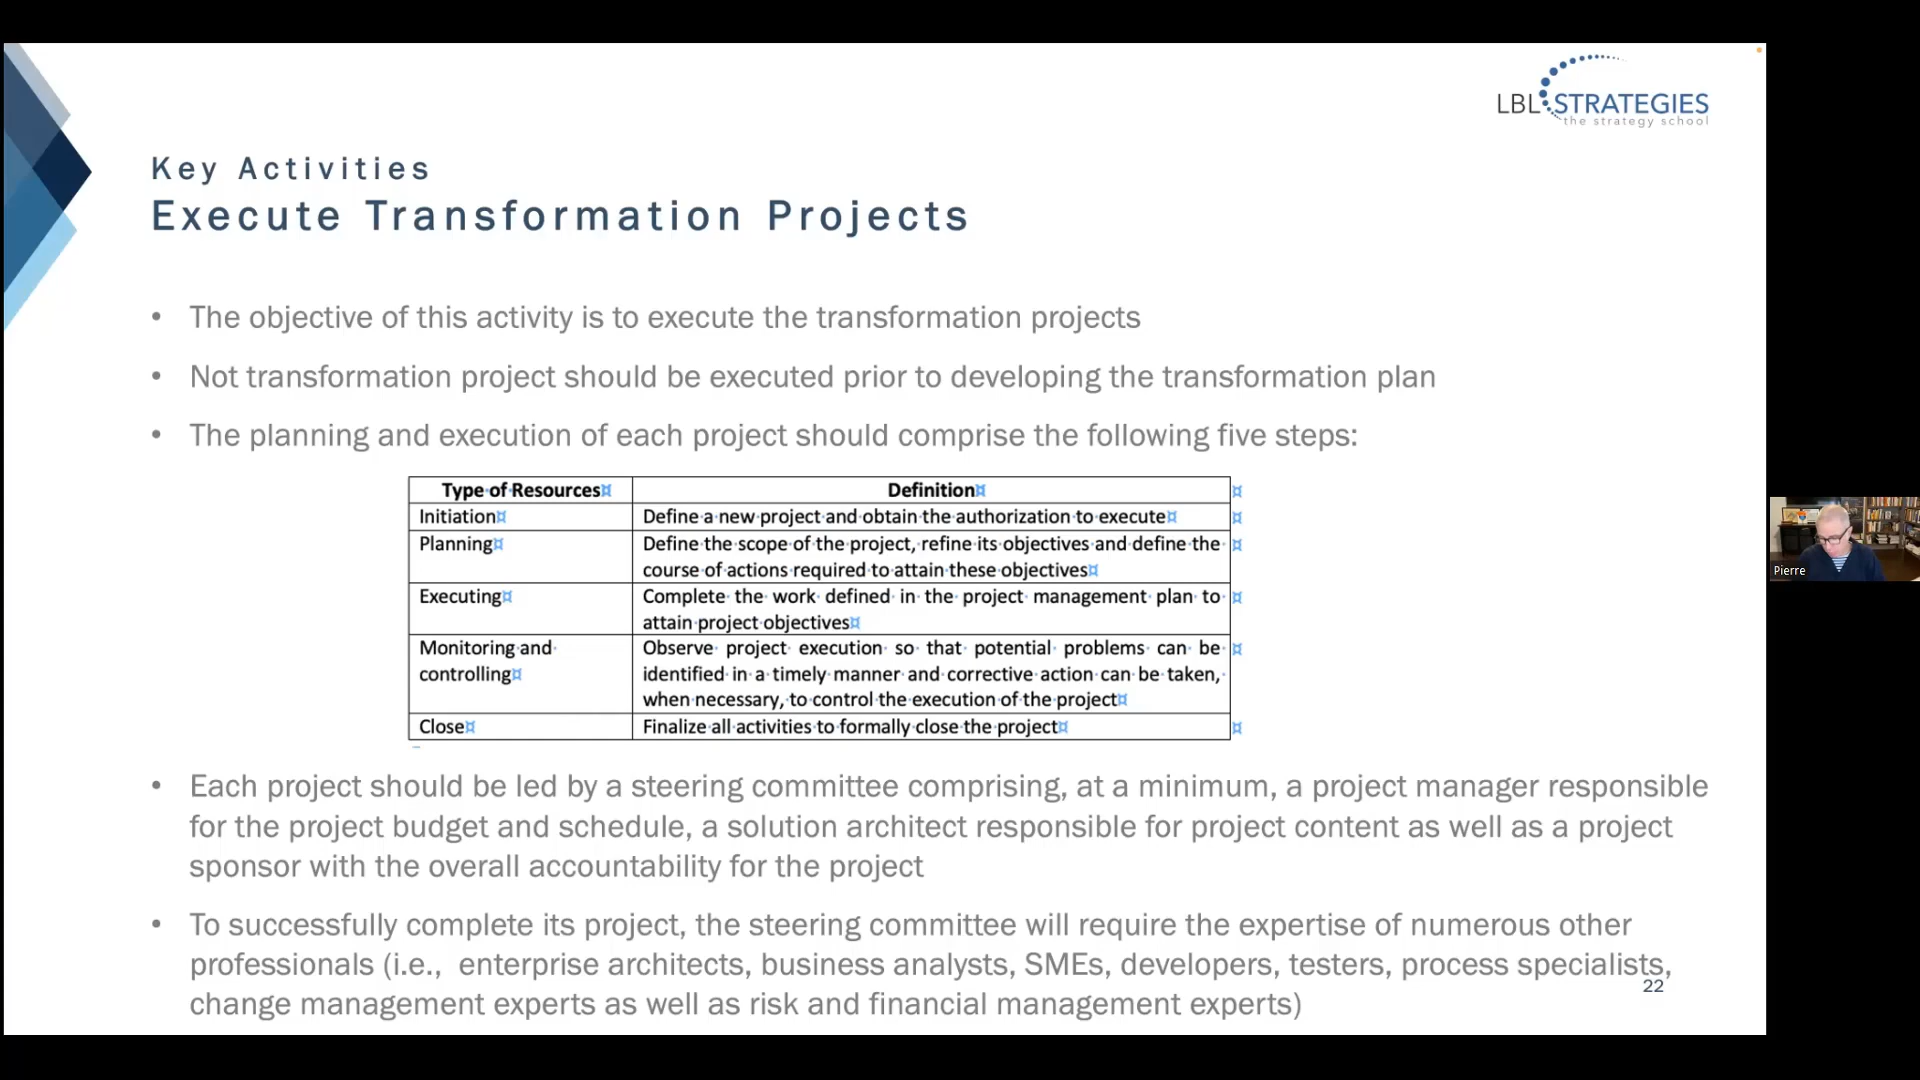 LBL STRATEGIES
the strategy school
Key Activities
Execute Transformation Projects
• The objective of this activity is to execute the transformation projects
• Not transformation project should be executed prior to developing the transformation plan
• The planning and execution of each project should comprise the following five steps:
Type·of·Resources¤ Definition¤ ¤
Initiation¤ Define·a·new·project·and·obtain·the·authorization·to·execute¤ ¤
Planning¤ Define·the·scope·of·the·project,·refine·its·objectives·and·define·the· ¤
course·of·actions·required·to·attain·these·objectives¤
Executing¤ Complete· the· work· defined· in· the· project· management· plan· to· ¤
attain·project·objectives¤
Monitoring·and· Observe· project· execution· so· that· potential· problems· can· be· ¤
controlling¤ identified·in·a·timely·manner·and·corrective·action·can·be·taken,·
when·necessary,·to·control·the·execution·of·the·project¤
Close¤ Finalize·all·activities·to·formally·close·the·project¤ ¤
• Each project should be led by a steering committee comprising, at a minimum, a project manager responsible
for the project budget and schedule, a solution architect responsible for project content as well as a project
sponsor with the overall accountability for the project
• To successfully complete its project, the steering committee will require the expertise of numerous other
professionals (i.e., enterprise architects, business analysts, SMEs, developers, testers, process specialists,
change management experts as well as risk and financial management experts)
22
Pierre